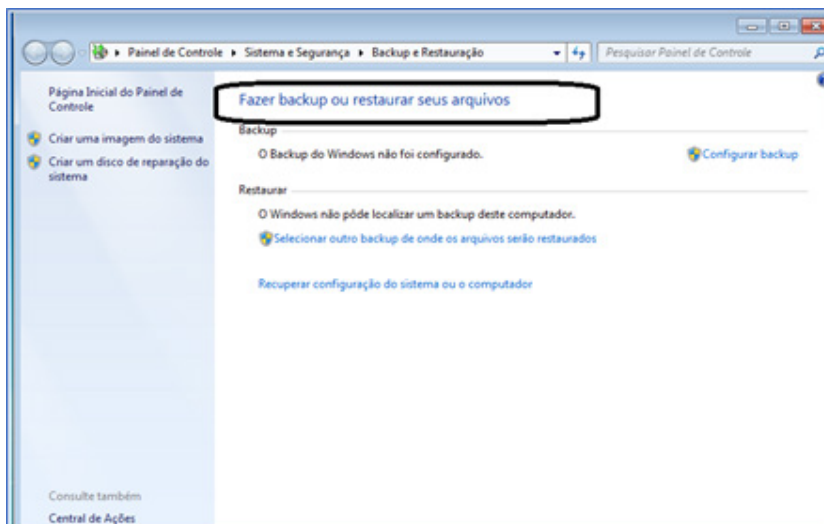 Painel de Controle ▸ Sistema e Segurança ▸ Backup e Restauração
Pesquisar Painel de Controle
Página Inicial do Painel de
Controle
Criar uma imagem do sistema
Criar um disco de reparação do
sistema
Fazer backup ou restaurar seus arquivos
Backup
O Backup do Windows não foi configurado.
Configurar backup
Restaurar
O Windows não pôde localizar um backup deste computador.
Selecionar outro backup de onde os arquivos serão restaurados
Recuperar configuração do sistema ou o computador
Consulte também
Central de Ações